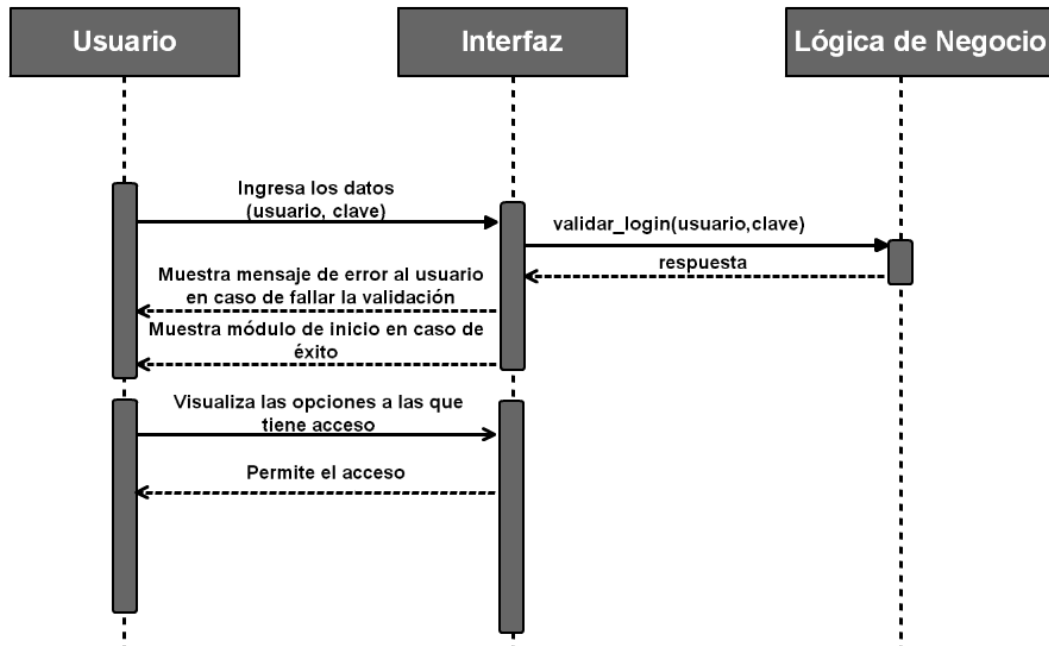 Usuario
Interfaz
Lógica de Negocio
Ingresa los datos
(usuario, clave)
validar_login(usuario,clave)
respuesta
Muestra mensaje de error al usuario
en caso de fallar la validación
Muestra módulo de inicio en caso de
éxito
Visualiza las opciones a las que
tiene acceso
Permite el acceso